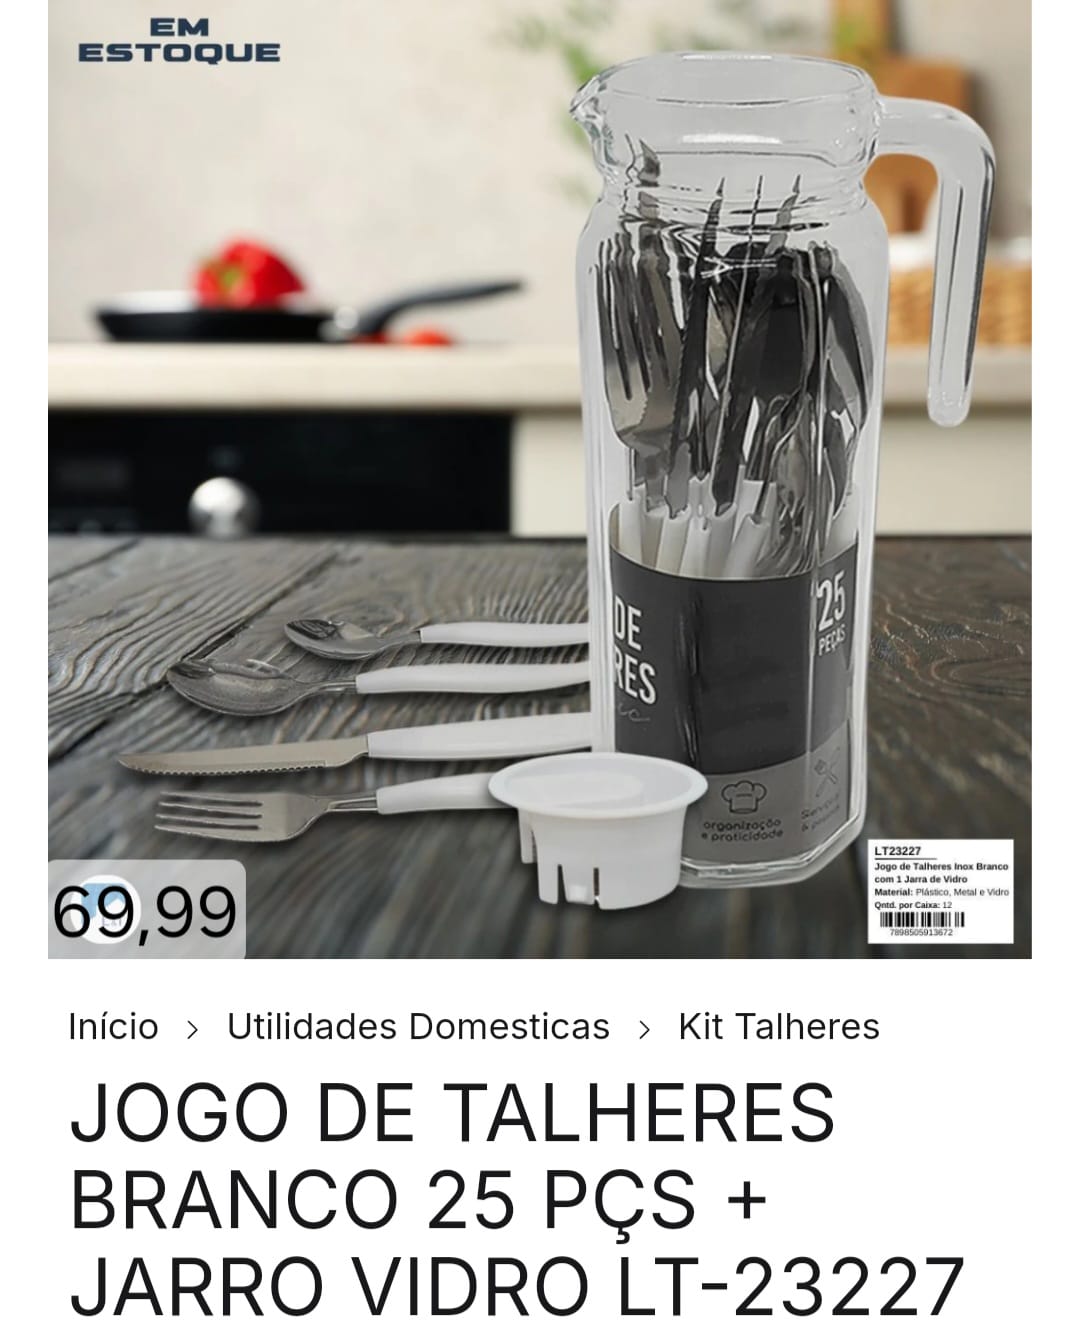 EM
ESTOQUE
DE
RES
25
PEÇAS
organização
e praticidade
LT23227
Jogo de Talheres Inox Branco
com 1 Jarra de Vidro
Material: Plástico, Metal e Vidro
Qntd. por Caixa: 12
7898505913672
69,99
Início > Utilidades Domesticas > Kit Talheres
JOGO DE TALHERES
BRANCO 25 PÇS +
JARRO VIDRO LT-23227